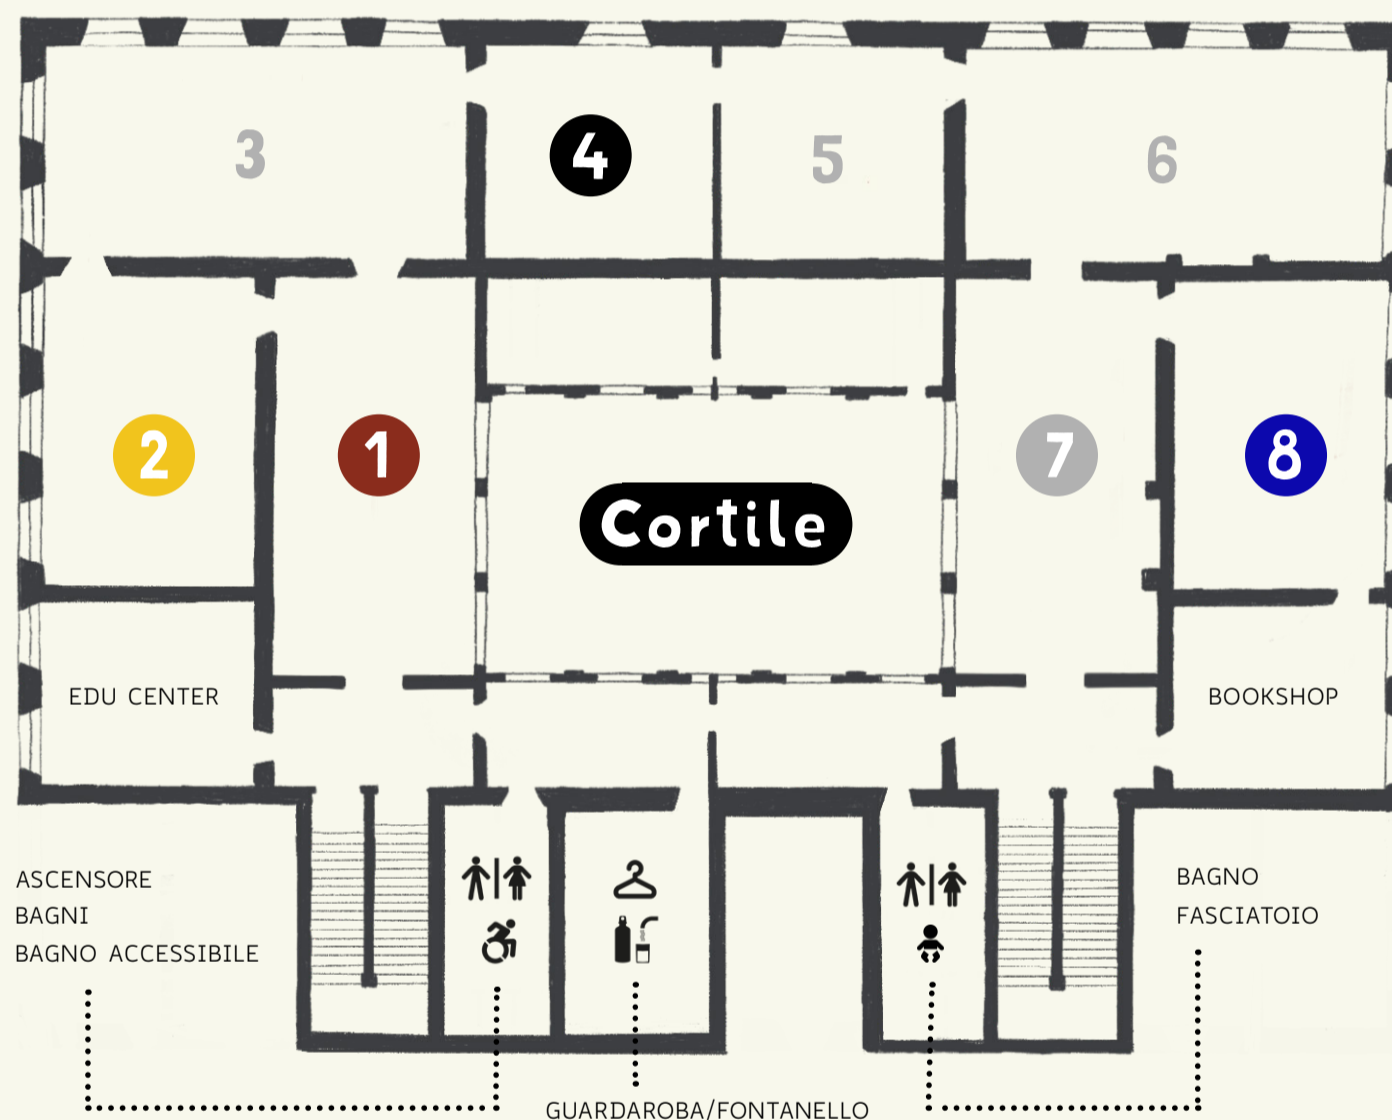 3
4
5
6
2
1
7
8
Cortile
EDU CENTER
BOOKSHOP
ASCENSORE
BAGNI
BAGNO ACCESSIBILE
BAGNO
FASCIATOIO
GUARDAROBA/FONTANELLO